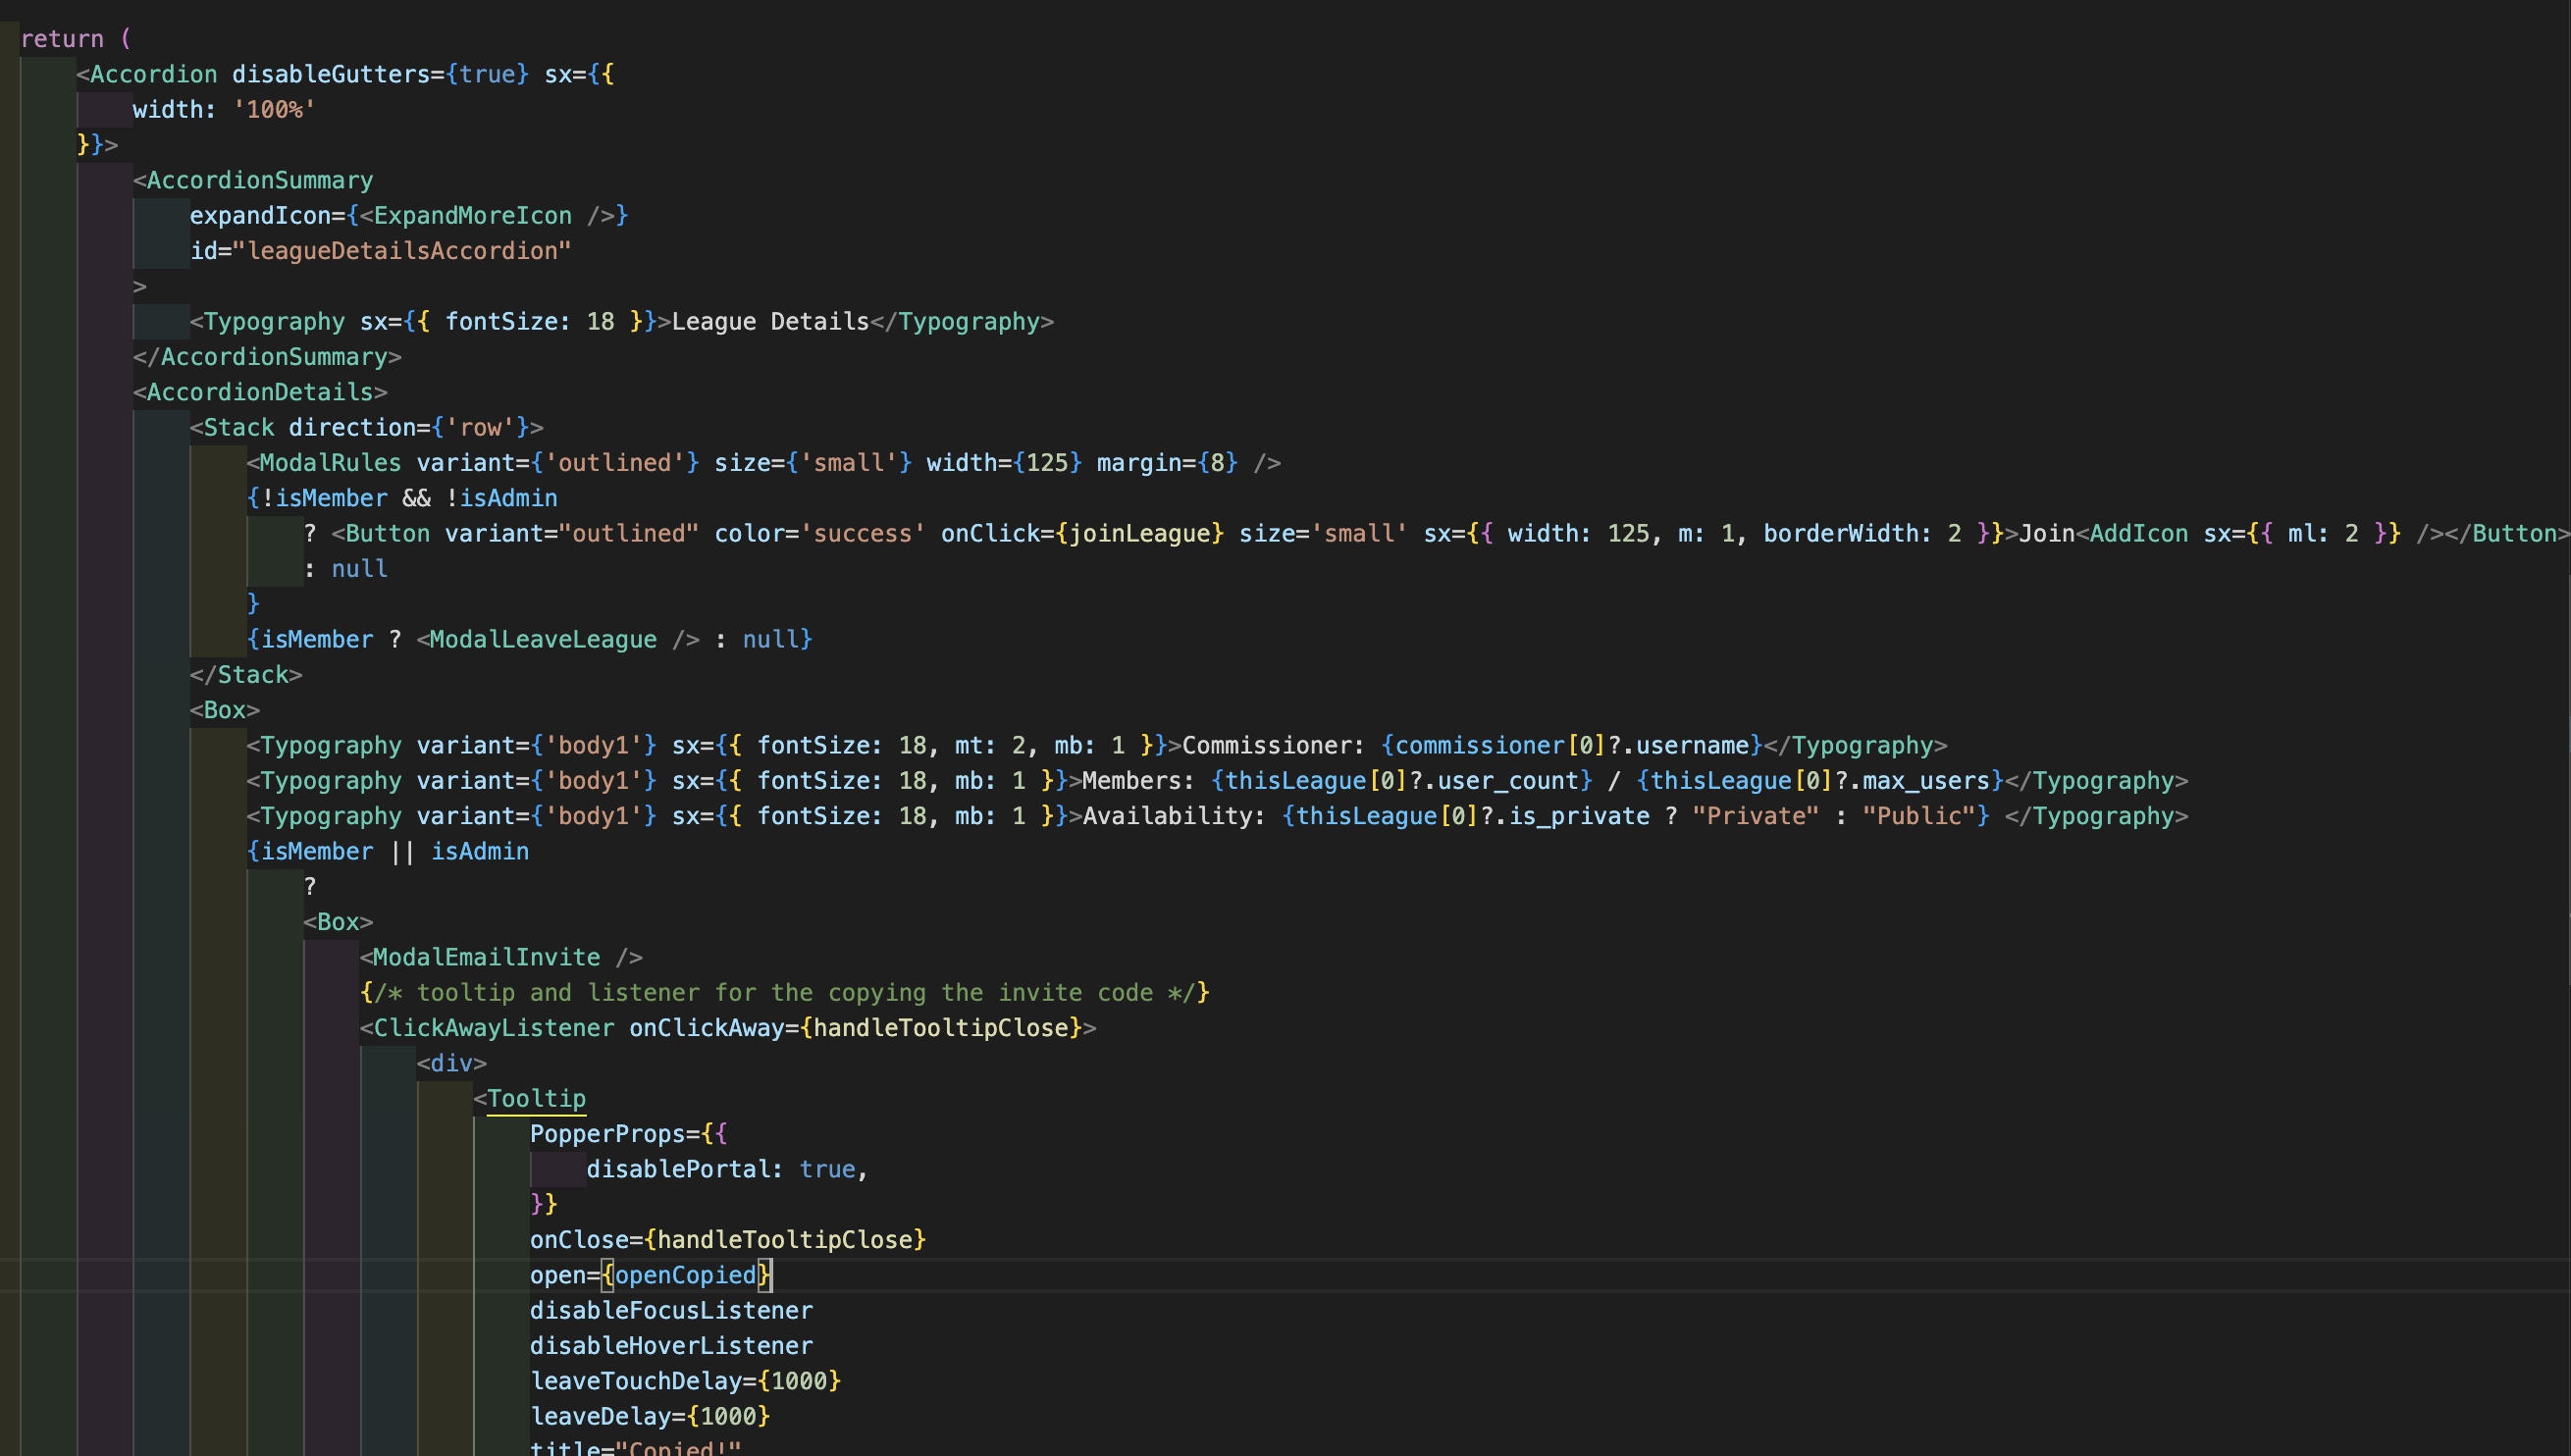 return (
<Accordion disableGutters={true} sx={{
width: '100%'
}}>
<AccordionSummary
expandIcon={<ExpandMoreIcon />}
id="leagueDetailsAccordion"
>
<Typography sx={{ fontSize: 18 }}>League Details</Typography>
</AccordionSummary>
<AccordionDetails>
<Stack direction={'row'}>
<ModalRules variant={'outlined'} size={'small'} width={125} margin={8} />
{!isMember && !isAdmin
? <Button variant="outlined" color='success' onClick={joinLeague} size='small' sx={{ width: 125, m: 1, borderWidth: 2 }}>Join<AddIcon sx={{ ml: 2 }} /></Button>
: null
}
{isMember ? <ModalLeaveLeague /> : null}
</Stack>
<Box>
<Typography variant={'body1'} sx={{ fontSize: 18, mt: 2, mb: 1 }}>Commissioner: {commissioner[0]?.username}</Typography>
<Typography variant={'body1'} sx={{ fontSize: 18, mb: 1 }}>Members: {thisLeague[0]?.user_count} / {thisLeague[0]?.max_users}</Typography>
<Typography variant={'body1'} sx={{ fontSize: 18, mb: 1 }}>Availability: {thisLeague[0]?.is_private ? "Private" : "Public"} </Typography>
{isMember || isAdmin
?
<Box>
<ModalEmailInvite />
{/* tooltip and listener for the copying the invite code */}
<ClickAwayListener onClickAway={handleTooltipClose}>
<div>
<Tooltip
PopperProps={{
disablePortal: true,
}}
onClose={handleTooltipClose}
open={openCopied}
disableFocusListener
disableHoverListener
leaveTouchDelay={1000}
leaveDelay={1000}
title="Copied!"